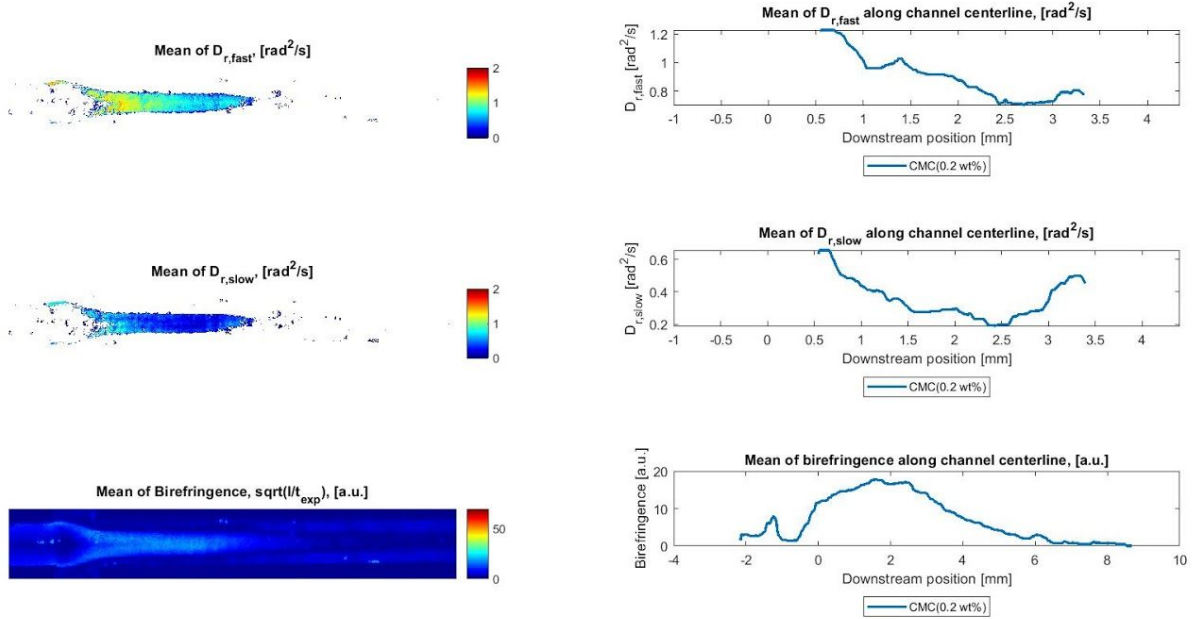 Mean of D_r,fast, [rad²/s]
2
1
0
Mean of D_r,fast along channel centerline, [rad²/s]
D_r,fast [rad²/s]
1.2
1
0.8
-1 -0.5 0 0.5 1 1.5 2 2.5 3 3.5 4
Downstream position [mm]
CMC(0.2 wt%)
Mean of D_r,slow, [rad²/s]
2
1
0
Mean of D_r,slow along channel centerline, [rad²/s]
D_r,slow [rad²/s]
0.6
0.4
0.2
-1 -0.5 0 0.5 1 1.5 2 2.5 3 3.5 4
Downstream position [mm]
CMC(0.2 wt%)
Mean of Birefringence, sqrt(I/t_exp), [a.u.]
50
0
Mean of birefringence along channel centerline, [a.u.]
Birefringence [a.u.]
20
10
0
-4 -2 0 2 4 6 8 10
Downstream position [mm]
CMC(0.2 wt%)